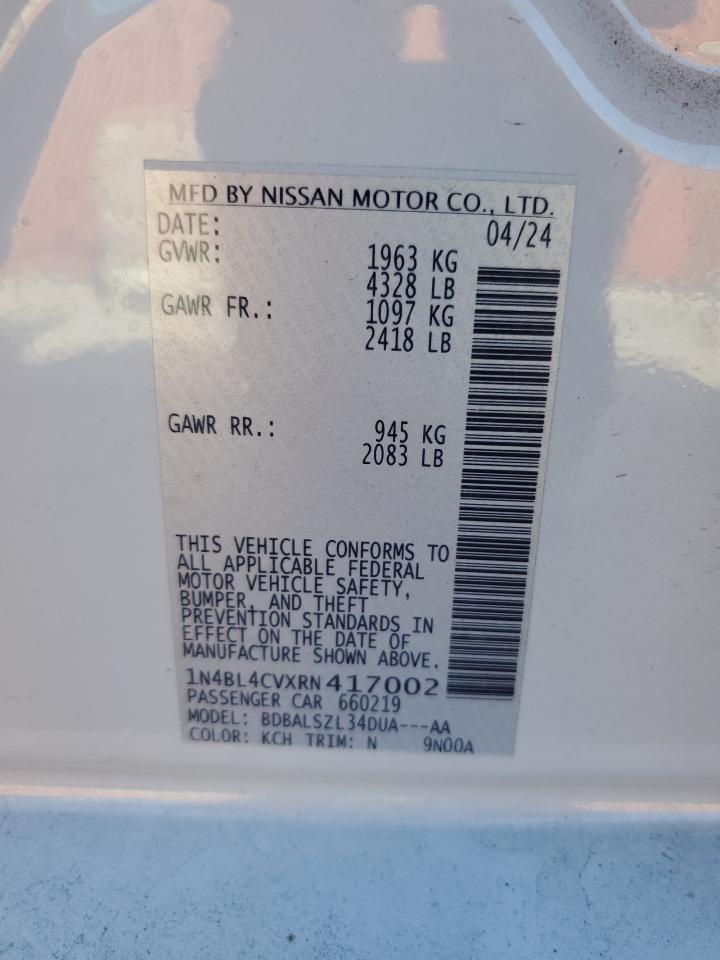 MFD BY NISSAN MOTOR CO., LTD.
DATE: 04/24
GVWR: 1963 KG
4328 LB
GAWR FR.: 1097 KG
2418 LB
GAWR RR.: 945 KG
2083 LB
THIS VEHICLE CONFORMS TO
ALL APPLICABLE FEDERAL
MOTOR VEHICLE SAFETY,
BUMPER, AND THEFT
PREVENTION STANDARDS IN
EFFECT ON THE DATE OF
MANUFACTURE SHOWN ABOVE.
1N4BL4CVXRN417002
PASSENGER CAR 660219
MODEL: BDBALSZL34DUA---AA
COLOR: KCH TRIM: N 9N00A